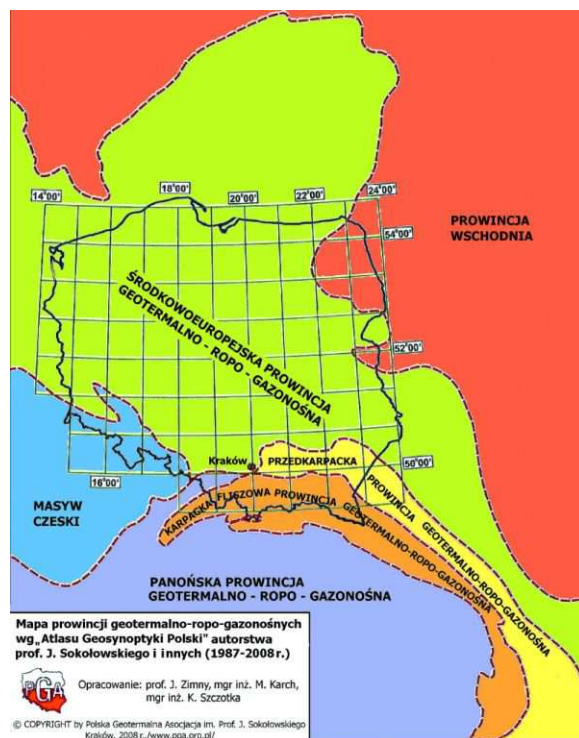 14°00'
18°00'
20°00'
22°00'
24°00'
54°00'
PROWINCJA
WSCHODNIA
ŚRODKOWOEUROPEJSKA PROWINCJA
GEOTERMALNO - ROPO - GAZONOŚNA
52°00'
50°00'
16°00'
Kraków
PRZEDKARPACKA
PROWINCJA GEOTERMALNO-ROPO-GAZONOŚNA
KARPACKA FLISZOWA PROWINCJA GEOTERMALNO-ROPO-GAZONOŚNA
MASYW
CZESKI
PANOŃSKA PROWINCJA
GEOTERMALNO - ROPO - GAZONOŚNA
Mapa prowincji geotermalno-ropo-gazonośnych
wg „Atlasu Geosynoptyki Polski" autorstwa
prof. J. Sokołowskiego i innych (1987-2008r.)
PGA
Opracowanie: prof. J. Zimny, mgr inż. M. Karch,
mgr inż. K. Szczotka
© COPYRIGHT by Polska Geotermalna Asocjacja im. Prof. J. Sokołowskiego
Kraków, 2008 r./www.pga.org.pl/